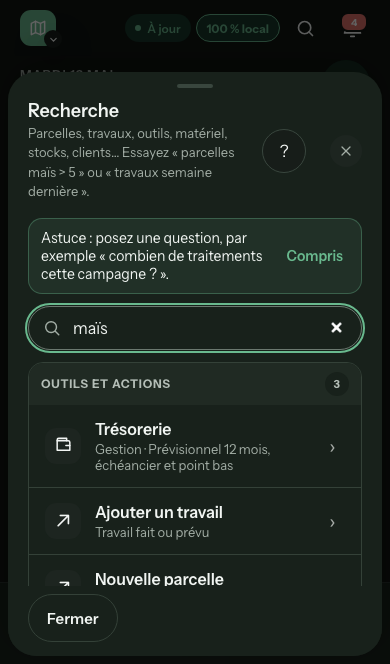 À jour
100 % local
4
Recherche
Parcelles, travaux, outils, matériel,
stocks, clients... Essayez « parcelles
maïs > 5 » ou « travaux semaine
dernière ».
?
Astuce : posez une question, par
exemple « combien de traitements
cette campagne ? ».
Compris
maïs
OUTILS ET ACTIONS
3
Trésorerie
Gestion · Prévisionnel 12 mois,
échéancier et point bas
Ajouter un travail
Travail fait ou prévu
Nouvelle parcelle
Fermer